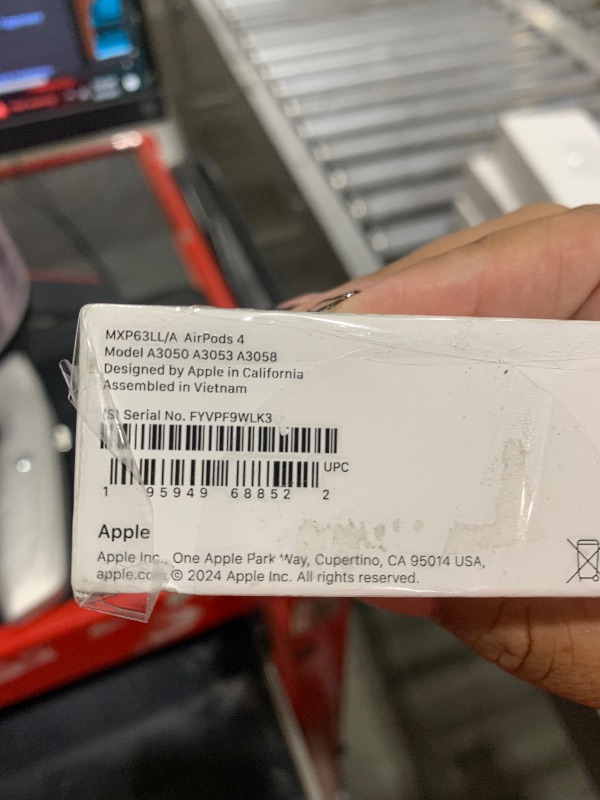 MXP63LL/A AirPods 4
Model A3050 A3053 A3058
Designed by Apple in California
Assembled in Vietnam
(S) Serial No. FYVPF9WLK3
UPC
1 95949 68852 2
Apple
Apple Inc., One Apple Park Way, Cupertino, CA 95014 USA,
apple.com © 2024 Apple Inc. All rights reserved.